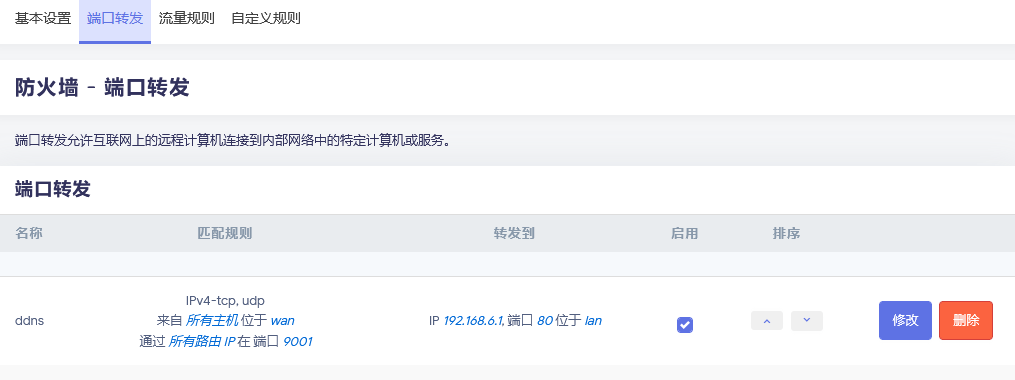 基本设置 端口转发 流量规则 自定义规则
防火墙 - 端口转发
端口转发允许互联网上的远程计算机连接到内部网络中的特定计算机或服务。
端口转发
名称 匹配规则 转发到 启用 排序
IPv4-tcp, udp
ddns 来自 所有主机 位于 wan IP 192.168.6.1, 端口 80 位于 lan 修改 删除
通过 所有路由 IP 在 端口 9001